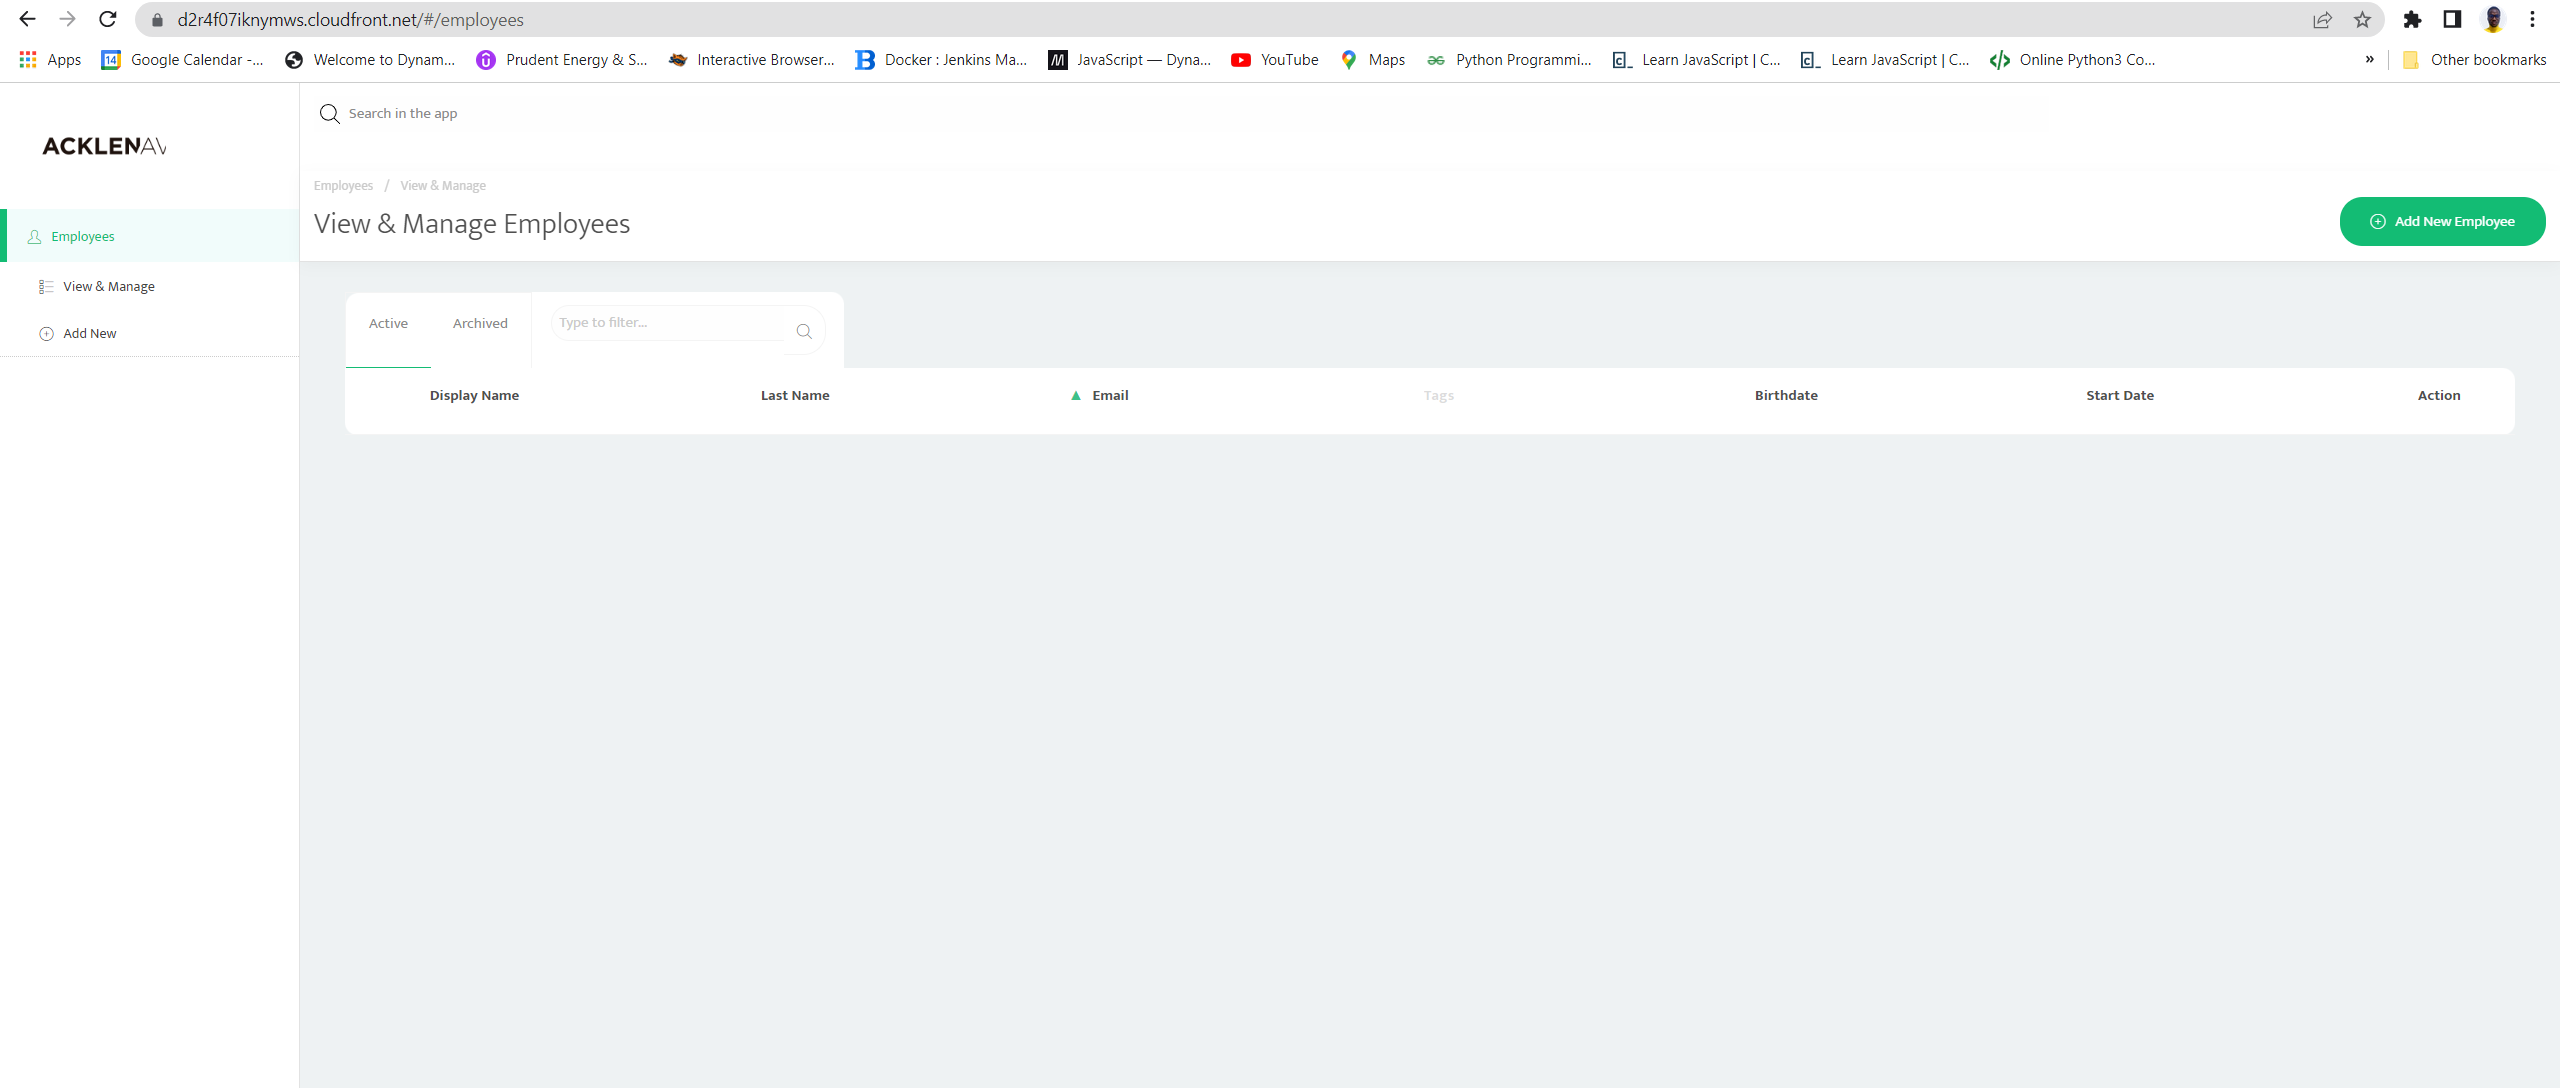 d2r4f07iknymws.cloudfront.net/#/employees
Apps 14 Google Calendar -... Welcome to Dynam... Prudent Energy & S... Interactive Browser... Docker : Jenkins Ma... JavaScript — Dyna... YouTube Maps Python Programmi... Learn JavaScript | C... Learn JavaScript | C... Online Python3 Co... » Other bookmarks
ACKLENAV
Search in the app
Employees / View & Manage
View & Manage Employees
Add New Employee
Employees
View & Manage
Add New
Active Archived Type to filter...
Display Name Last Name ▲ Email Tags Birthdate Start Date Action